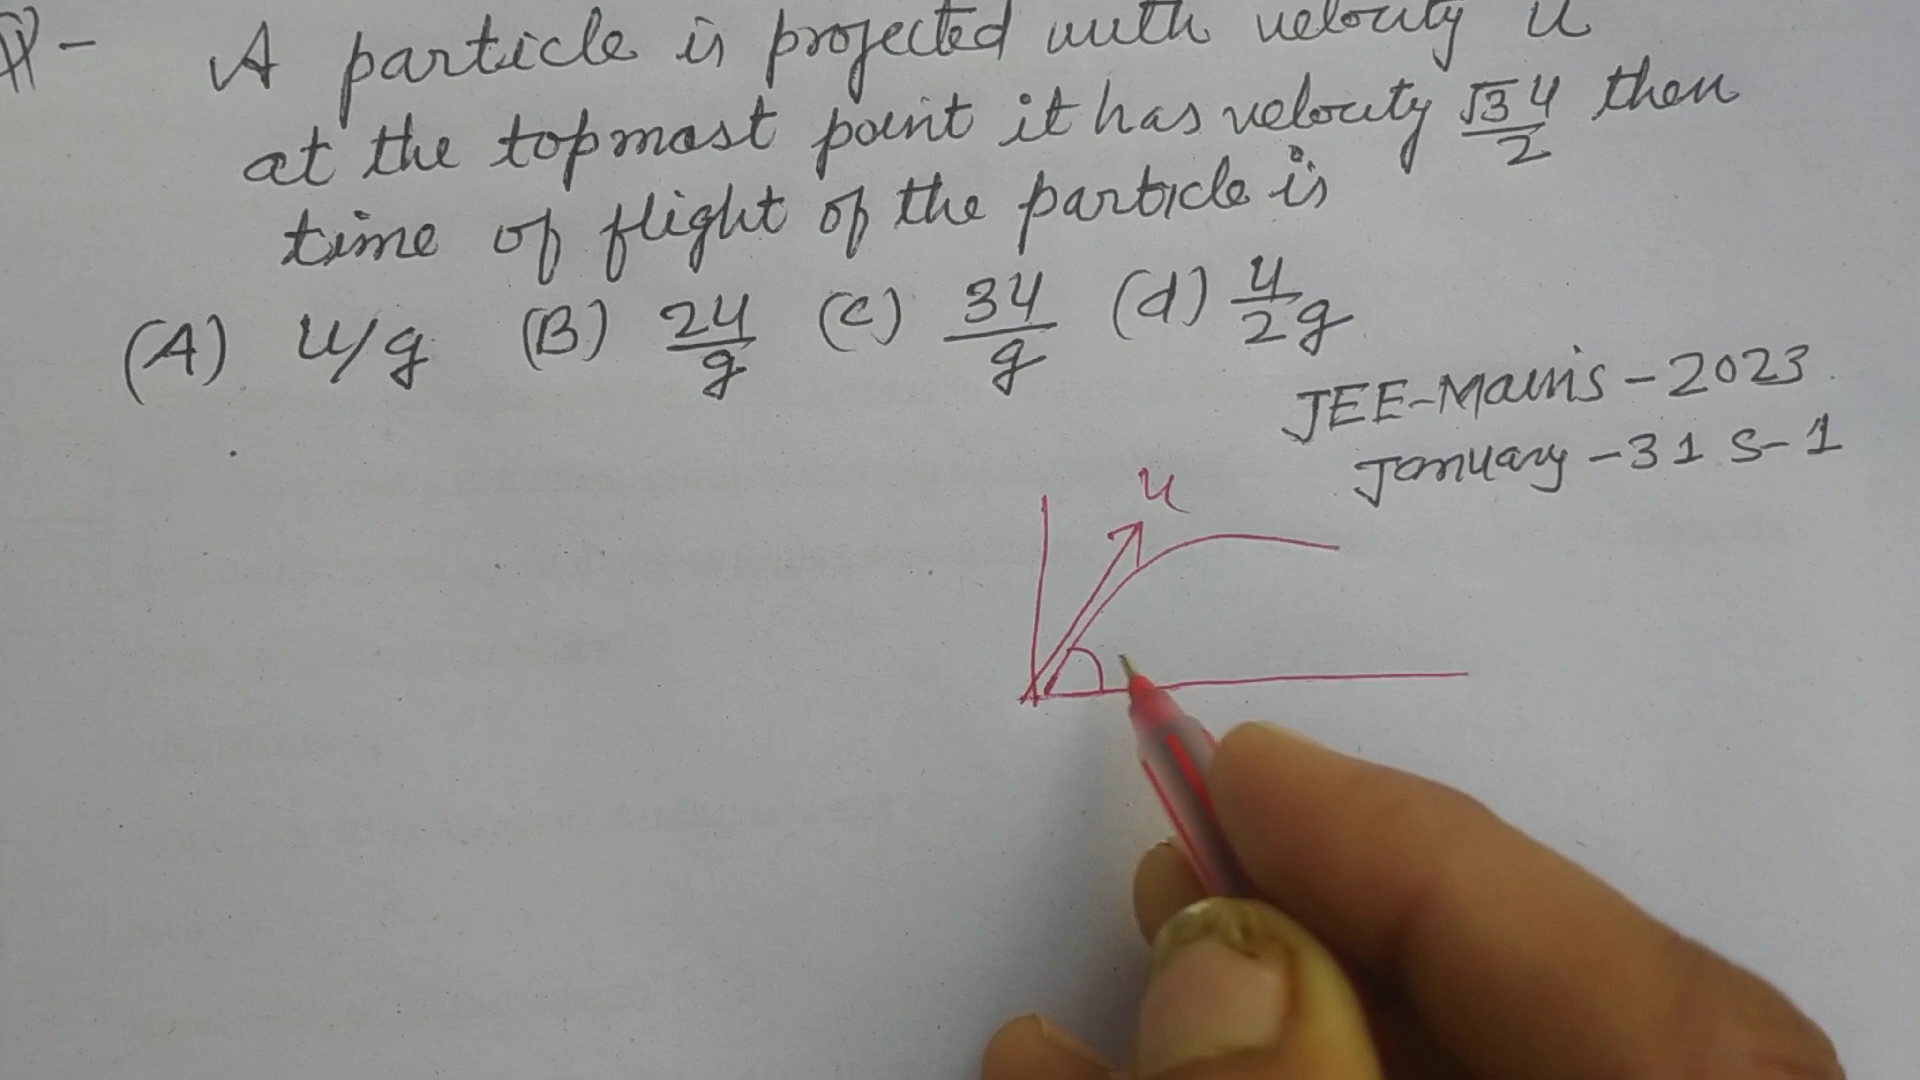 Q- A particle is projected with velocity u
at the topmost point it has velocity √3u/2 then
time of flight of the particle is
(A) u/g (B) 2u/g (C) 3u/g (d) u/2g
JEE-Mains-2023
January-31 S-1
u